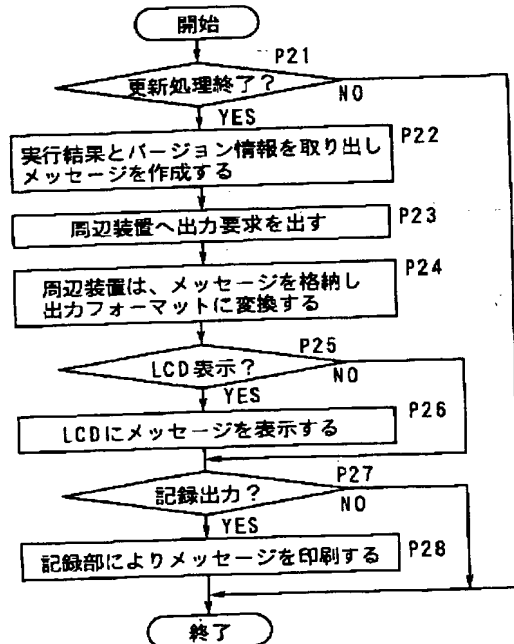 開始
P21
更新処理終了?
NO
YES
P22
実行結果とバージョン情報を取り出し
メッセージを作成する
P23
周辺装置へ出力要求を出す
P24
周辺装置は、メッセージを格納し
出力フォーマットに変換する
P25
LCD表示?
NO
YES
P26
LCDにメッセージを表示する
P27
記録出力?
NO
YES
P28
記録部によりメッセージを印刷する
終了